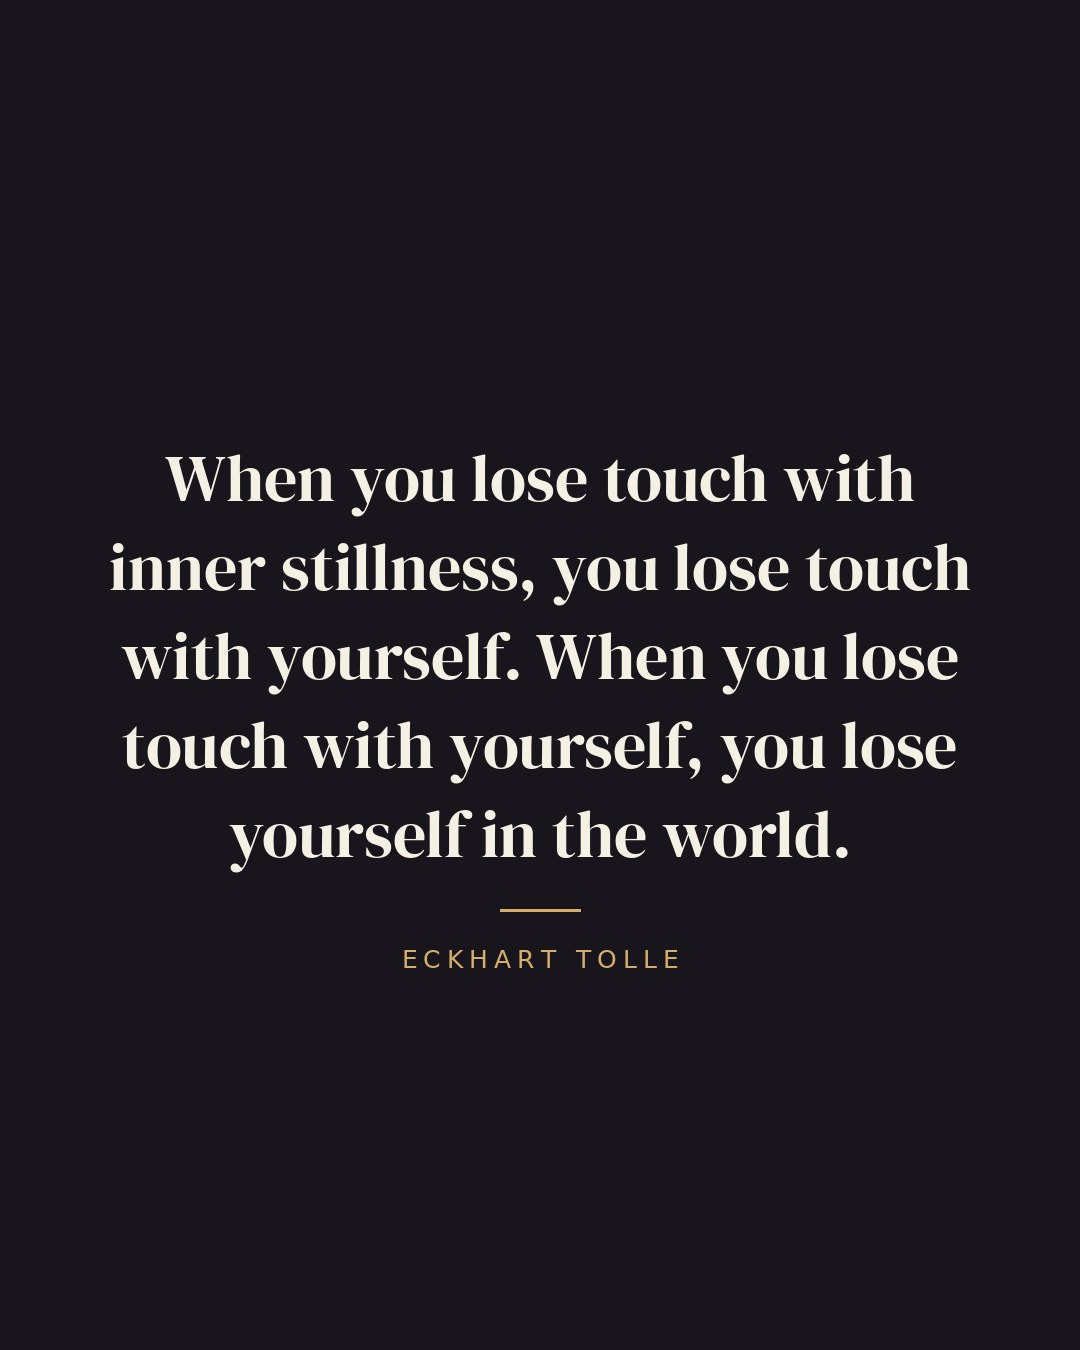 When you lose touch with
inner stillness, you lose touch
with yourself. When you lose
touch with yourself, you lose
yourself in the world.
ECKHART TOLLE